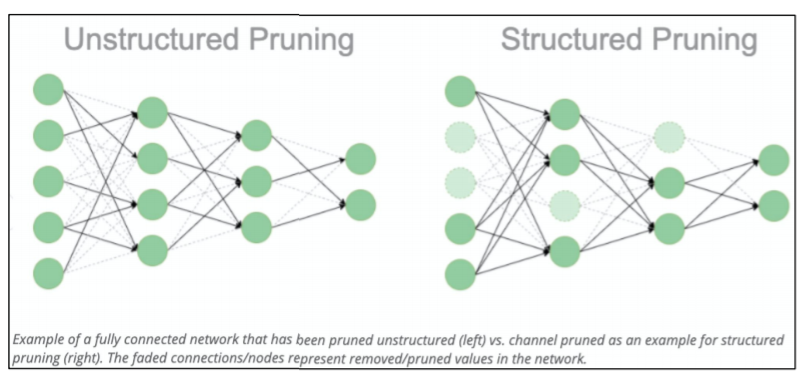 Unstructured Pruning
Structured Pruning
Example of a fully connected network that has been pruned unstructured (left) vs. channel pruned as an example for structured
pruning (right). The faded connections/nodes represent removed/pruned values in the network.